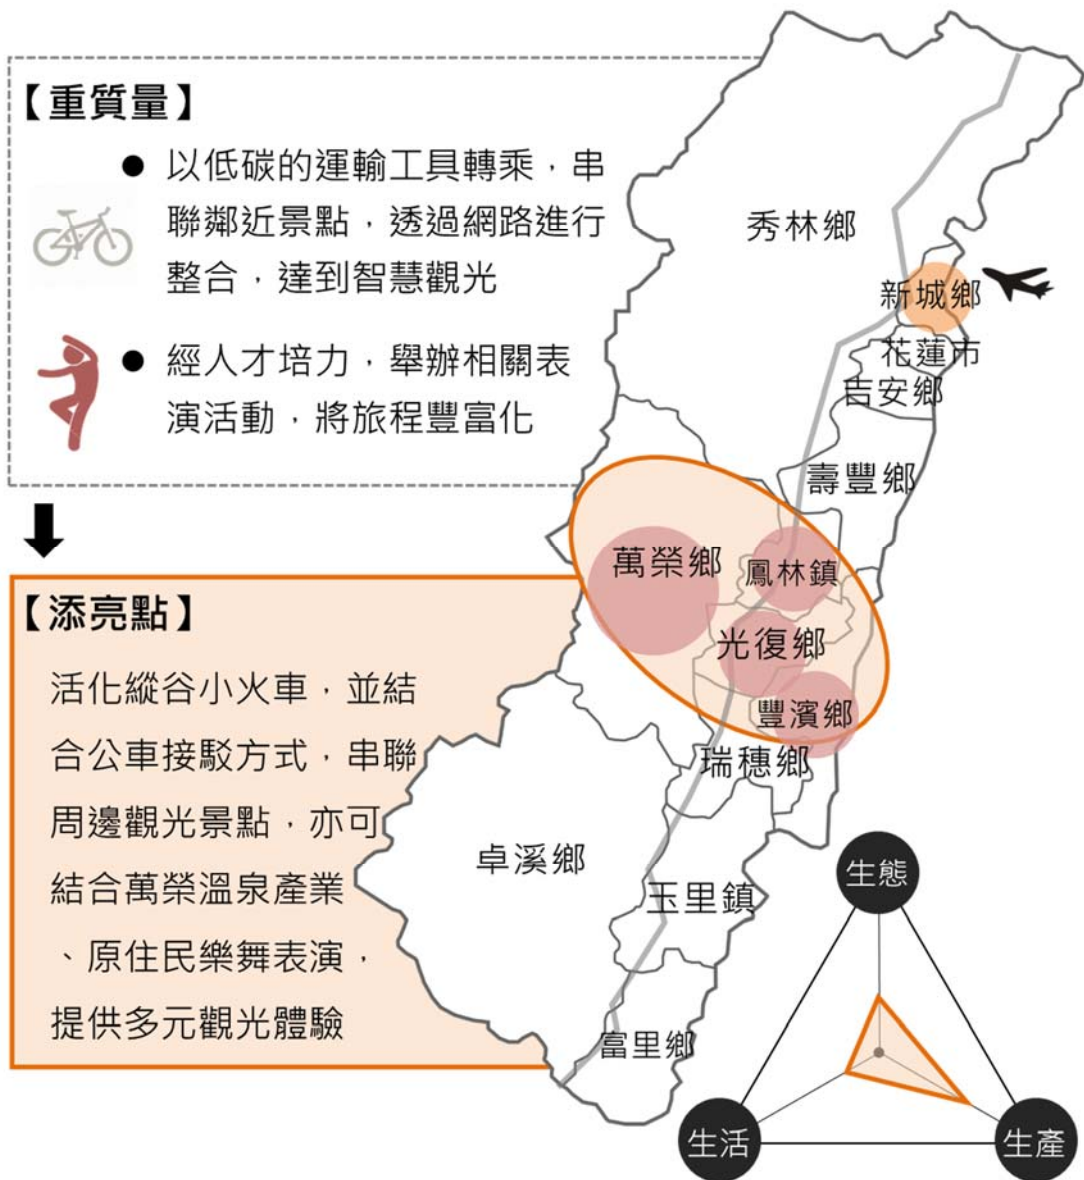 【重質量】
● 以低碳的運輸工具轉乘，串
聯鄰近景點，透過網路進行
整合，達到智慧觀光
● 經人才培力，舉辦相關表
演活動，將旅程豐富化
【添亮點】
活化縱谷小火車，並結
合公車接駁方式，串聯
周邊觀光景點，亦可
結合萬榮溫泉產業
、原住民樂舞表演，
提供多元觀光體驗
秀林鄉
新城鄉
花蓮市
吉安鄉
壽豐鄉
萬榮鄉
鳳林鎮
光復鄉
豐濱鄉
瑞穗鄉
卓溪鄉
玉里鎮
富里鄉
生態
生活
生產